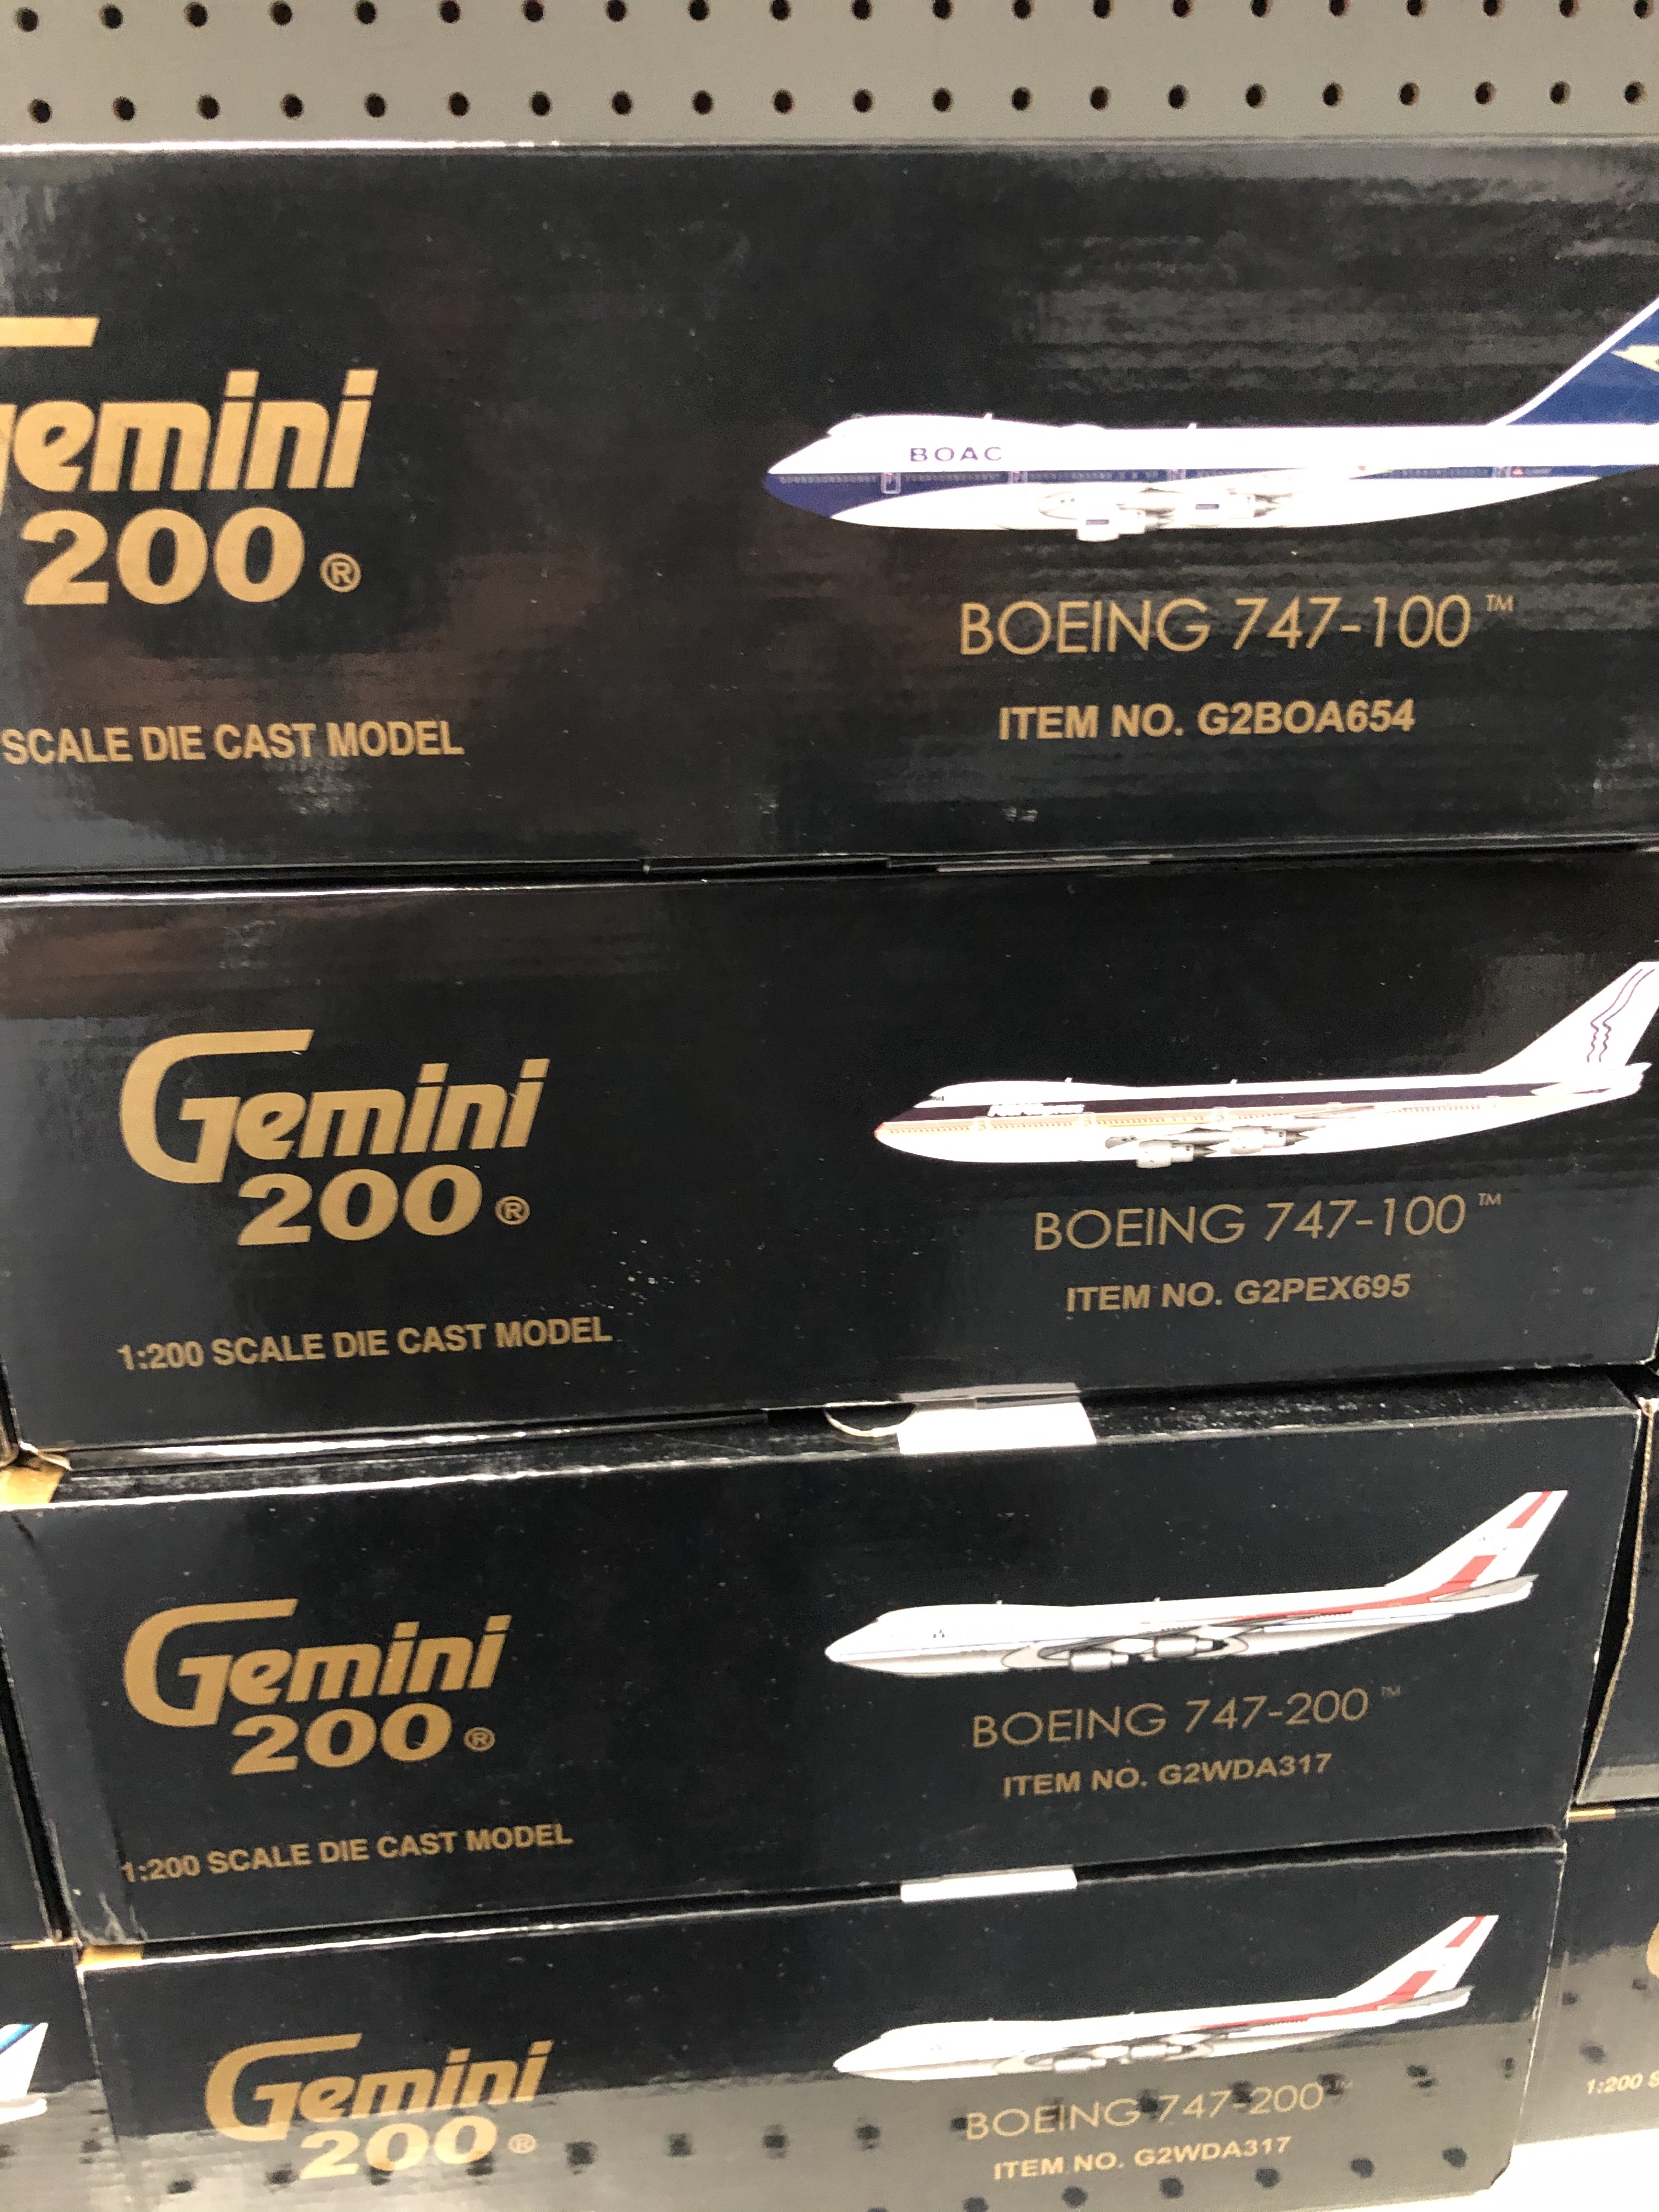 Gemini
200®
BOAC
BOEING 747-100™
ITEM NO. G2BOA654
SCALE DIE CAST MODEL
Gemini
200®
BOEING 747-100™
ITEM NO. G2PEX695
1:200 SCALE DIE CAST MODEL
Gemini
200®
BOEING 747-200™
ITEM NO. G2WDA317
1:200 SCALE DIE CAST MODEL
Gemini
200®
BOEING 747-200™
ITEM NO. G2WDA317
1:200 S